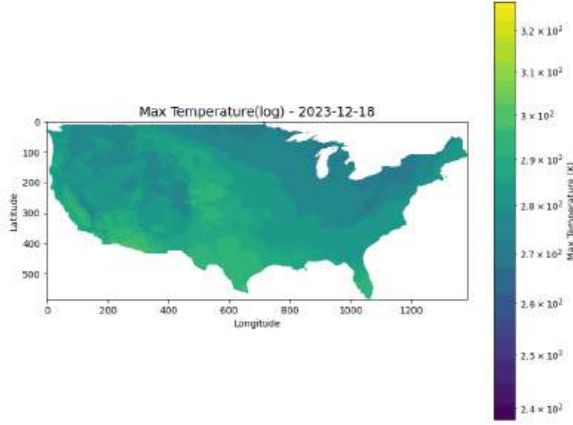 Max Temperature(log) - 2023-12-18
0
100
200
300
400
500
Latitude
0
200
400
600
800
1000
1200
Longitude
3.2 × 10²
3.1 × 10²
3 × 10²
2.9 × 10²
2.8 × 10²
2.7 × 10²
2.6 × 10²
2.5 × 10²
2.4 × 10²
Max Temperature (K)